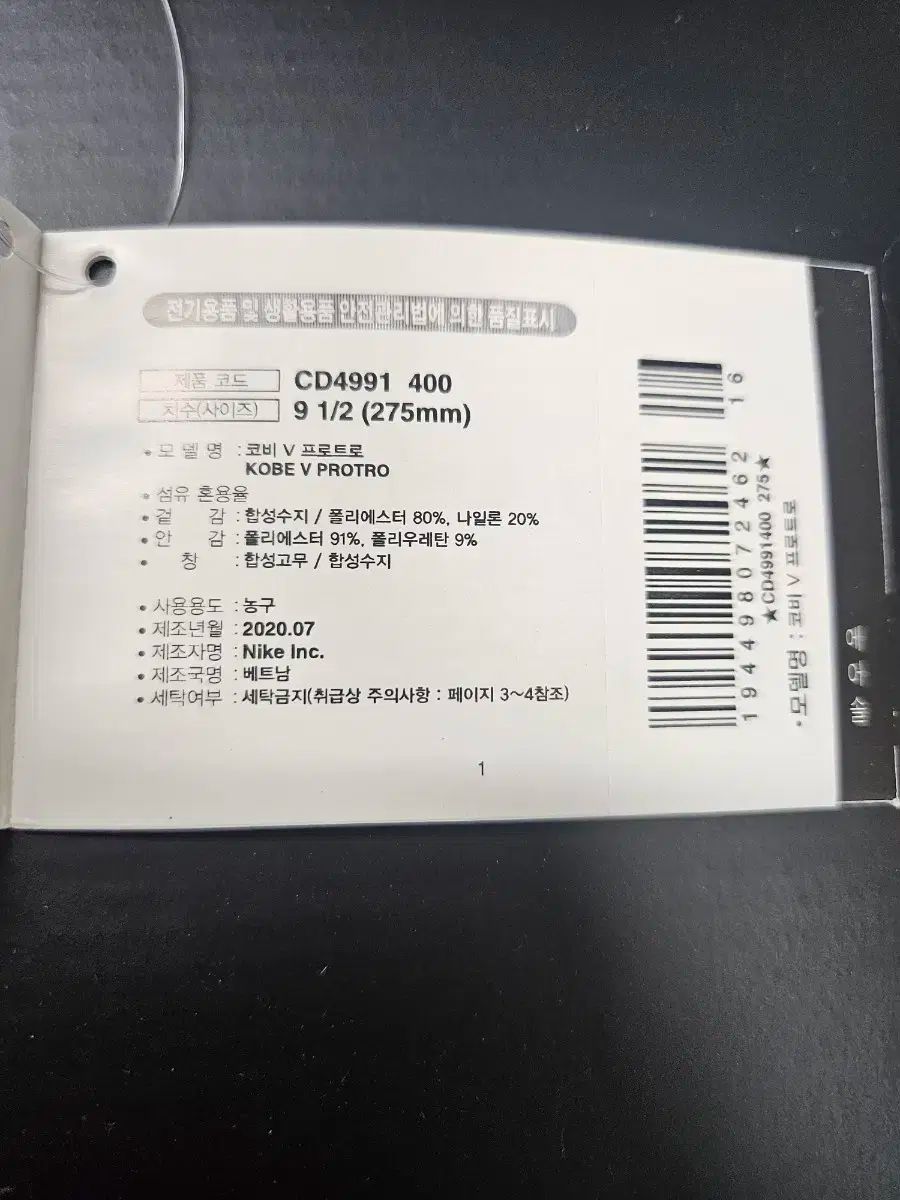 전기용품 및 생활용품 안전관리법에 의한 품질표시
제품 코드 CD4991 400
치수(사이즈) 9 1/2 (275mm)
• 모 델 명 : 코비 V 프로트로
KOBE V PROTRO
• 섬유 혼용율
• 겉 감 : 합성수지 / 폴리에스터 80%, 나일론 20%
• 안 감 : 폴리에스터 91%, 폴리우레탄 9%
• 창 : 합성고무 / 합성수지
• 사용용도 : 농구
• 제조년월 : 2020.07
• 제조자명 : Nike Inc.
• 제조국명 : 베트남
• 세탁여부 : 세탁금지(취급상 주의사항 : 페이지 3~4참조)
1
16
194498072462
★CD4991400 275★
• 모델명 : 코비 V 프로트로
에어솔